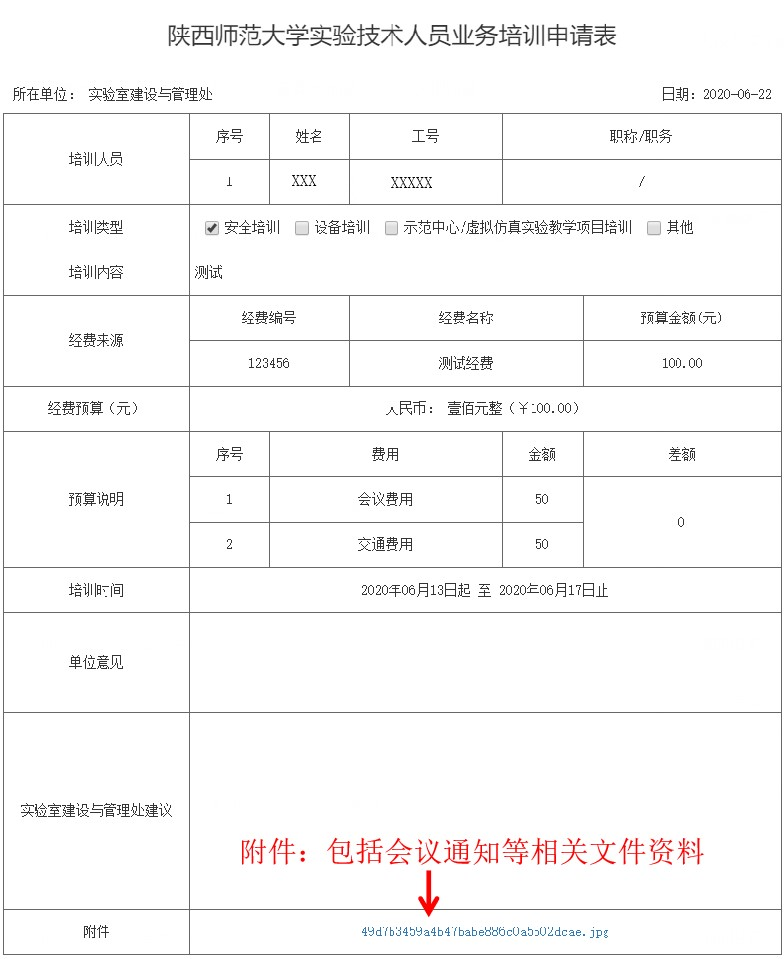 陕西师范大学实验技术人员业务培训申请表
所在单位： 实验室建设与管理处 日期：2020-06-22
培训人员 序号 姓名 工号 职称/职务
1 XXX XXXXX /
培训类型 安全培训 设备培训 示范中心/虚拟仿真实验教学项目培训 其他
培训内容 测试
经费来源 经费编号 经费名称 预算金额(元)
123456 测试经费 100.00
经费预算（元） 人民币： 壹佰元整（￥100.00）
预算说明 序号 费用 金额 差额
1 会议费用 50 0
2 交通费用 50
培训时间 2020年06月13日起 至 2020年06月17日止
单位意见
实验室建设与管理处建议
附件：包括会议通知等相关文件资料
附件 49d7b3459a4b47babe886c0a5b02dcae.jpg